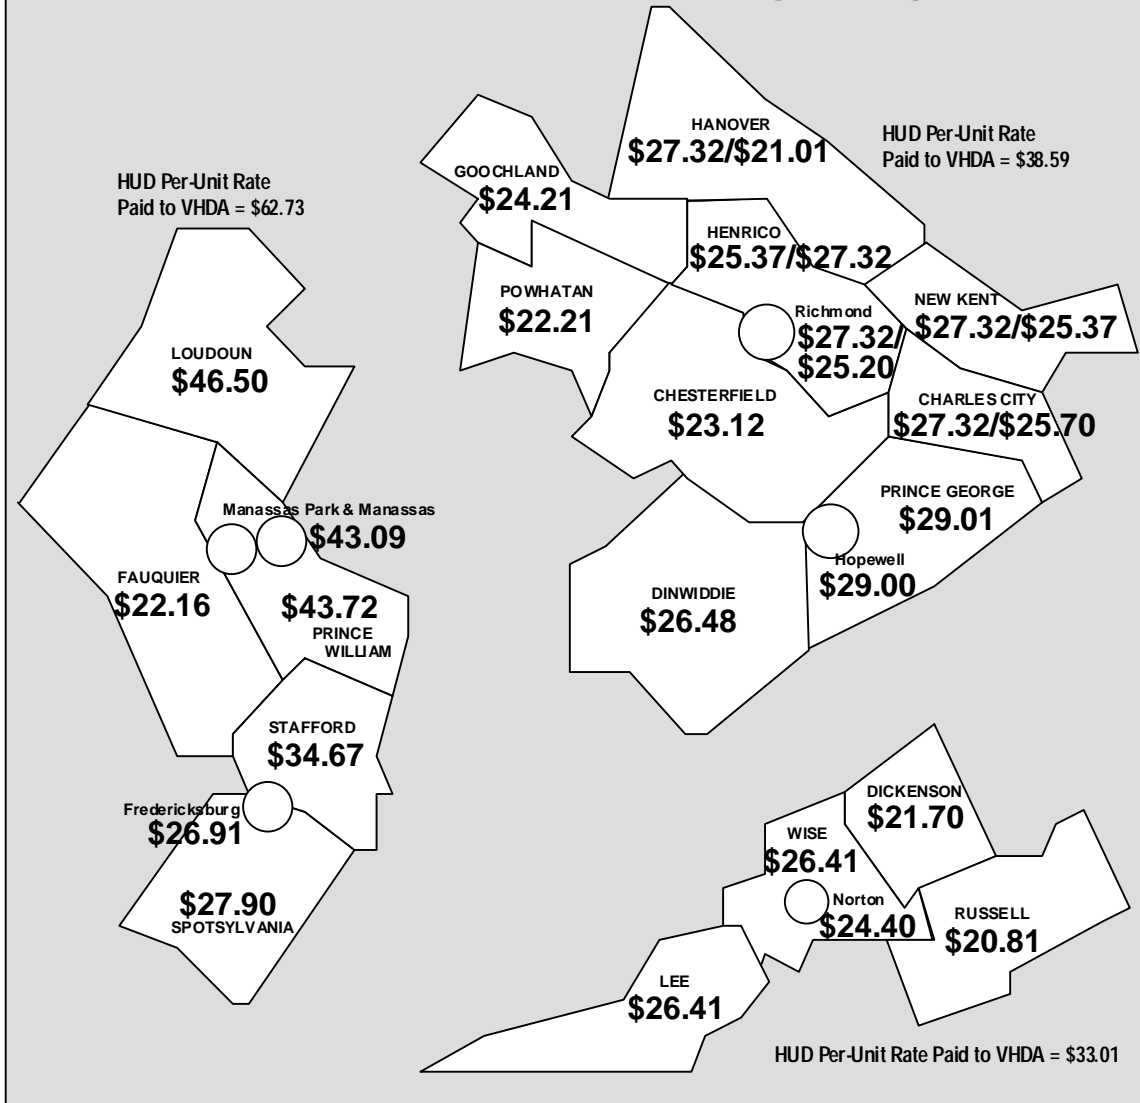 HUD Per-Unit Rate
Paid to VHDA = $62.73
LOUDOUN
$46.50
Manassas Park & Manassas
$43.09
FAUQUIER
$22.16
$43.72
PRINCE
WILLIAM
STAFFORD
$34.67
Fredericksburg
$26.91
$27.90
SPOTSYLVANIA
HUD Per-Unit Rate
Paid to VHDA = $38.59
HANOVER
$27.32/$21.01
GOOCHLAND
$24.21
HENRICO
$25.37/$27.32
POWHATAN
$22.21
Richmond
$27.32/
$25.20
NEW KENT
$27.32/$25.37
CHESTERFIELD
$23.12
CHARLES CITY
$27.32/$25.70
PRINCE GEORGE
$29.01
Hopewell
$29.00
DINWIDDIE
$26.48
DICKENSON
$21.70
WISE
$26.41
Norton
$24.40
RUSSELL
$20.81
LEE
$26.41
HUD Per-Unit Rate Paid to VHDA = $33.01